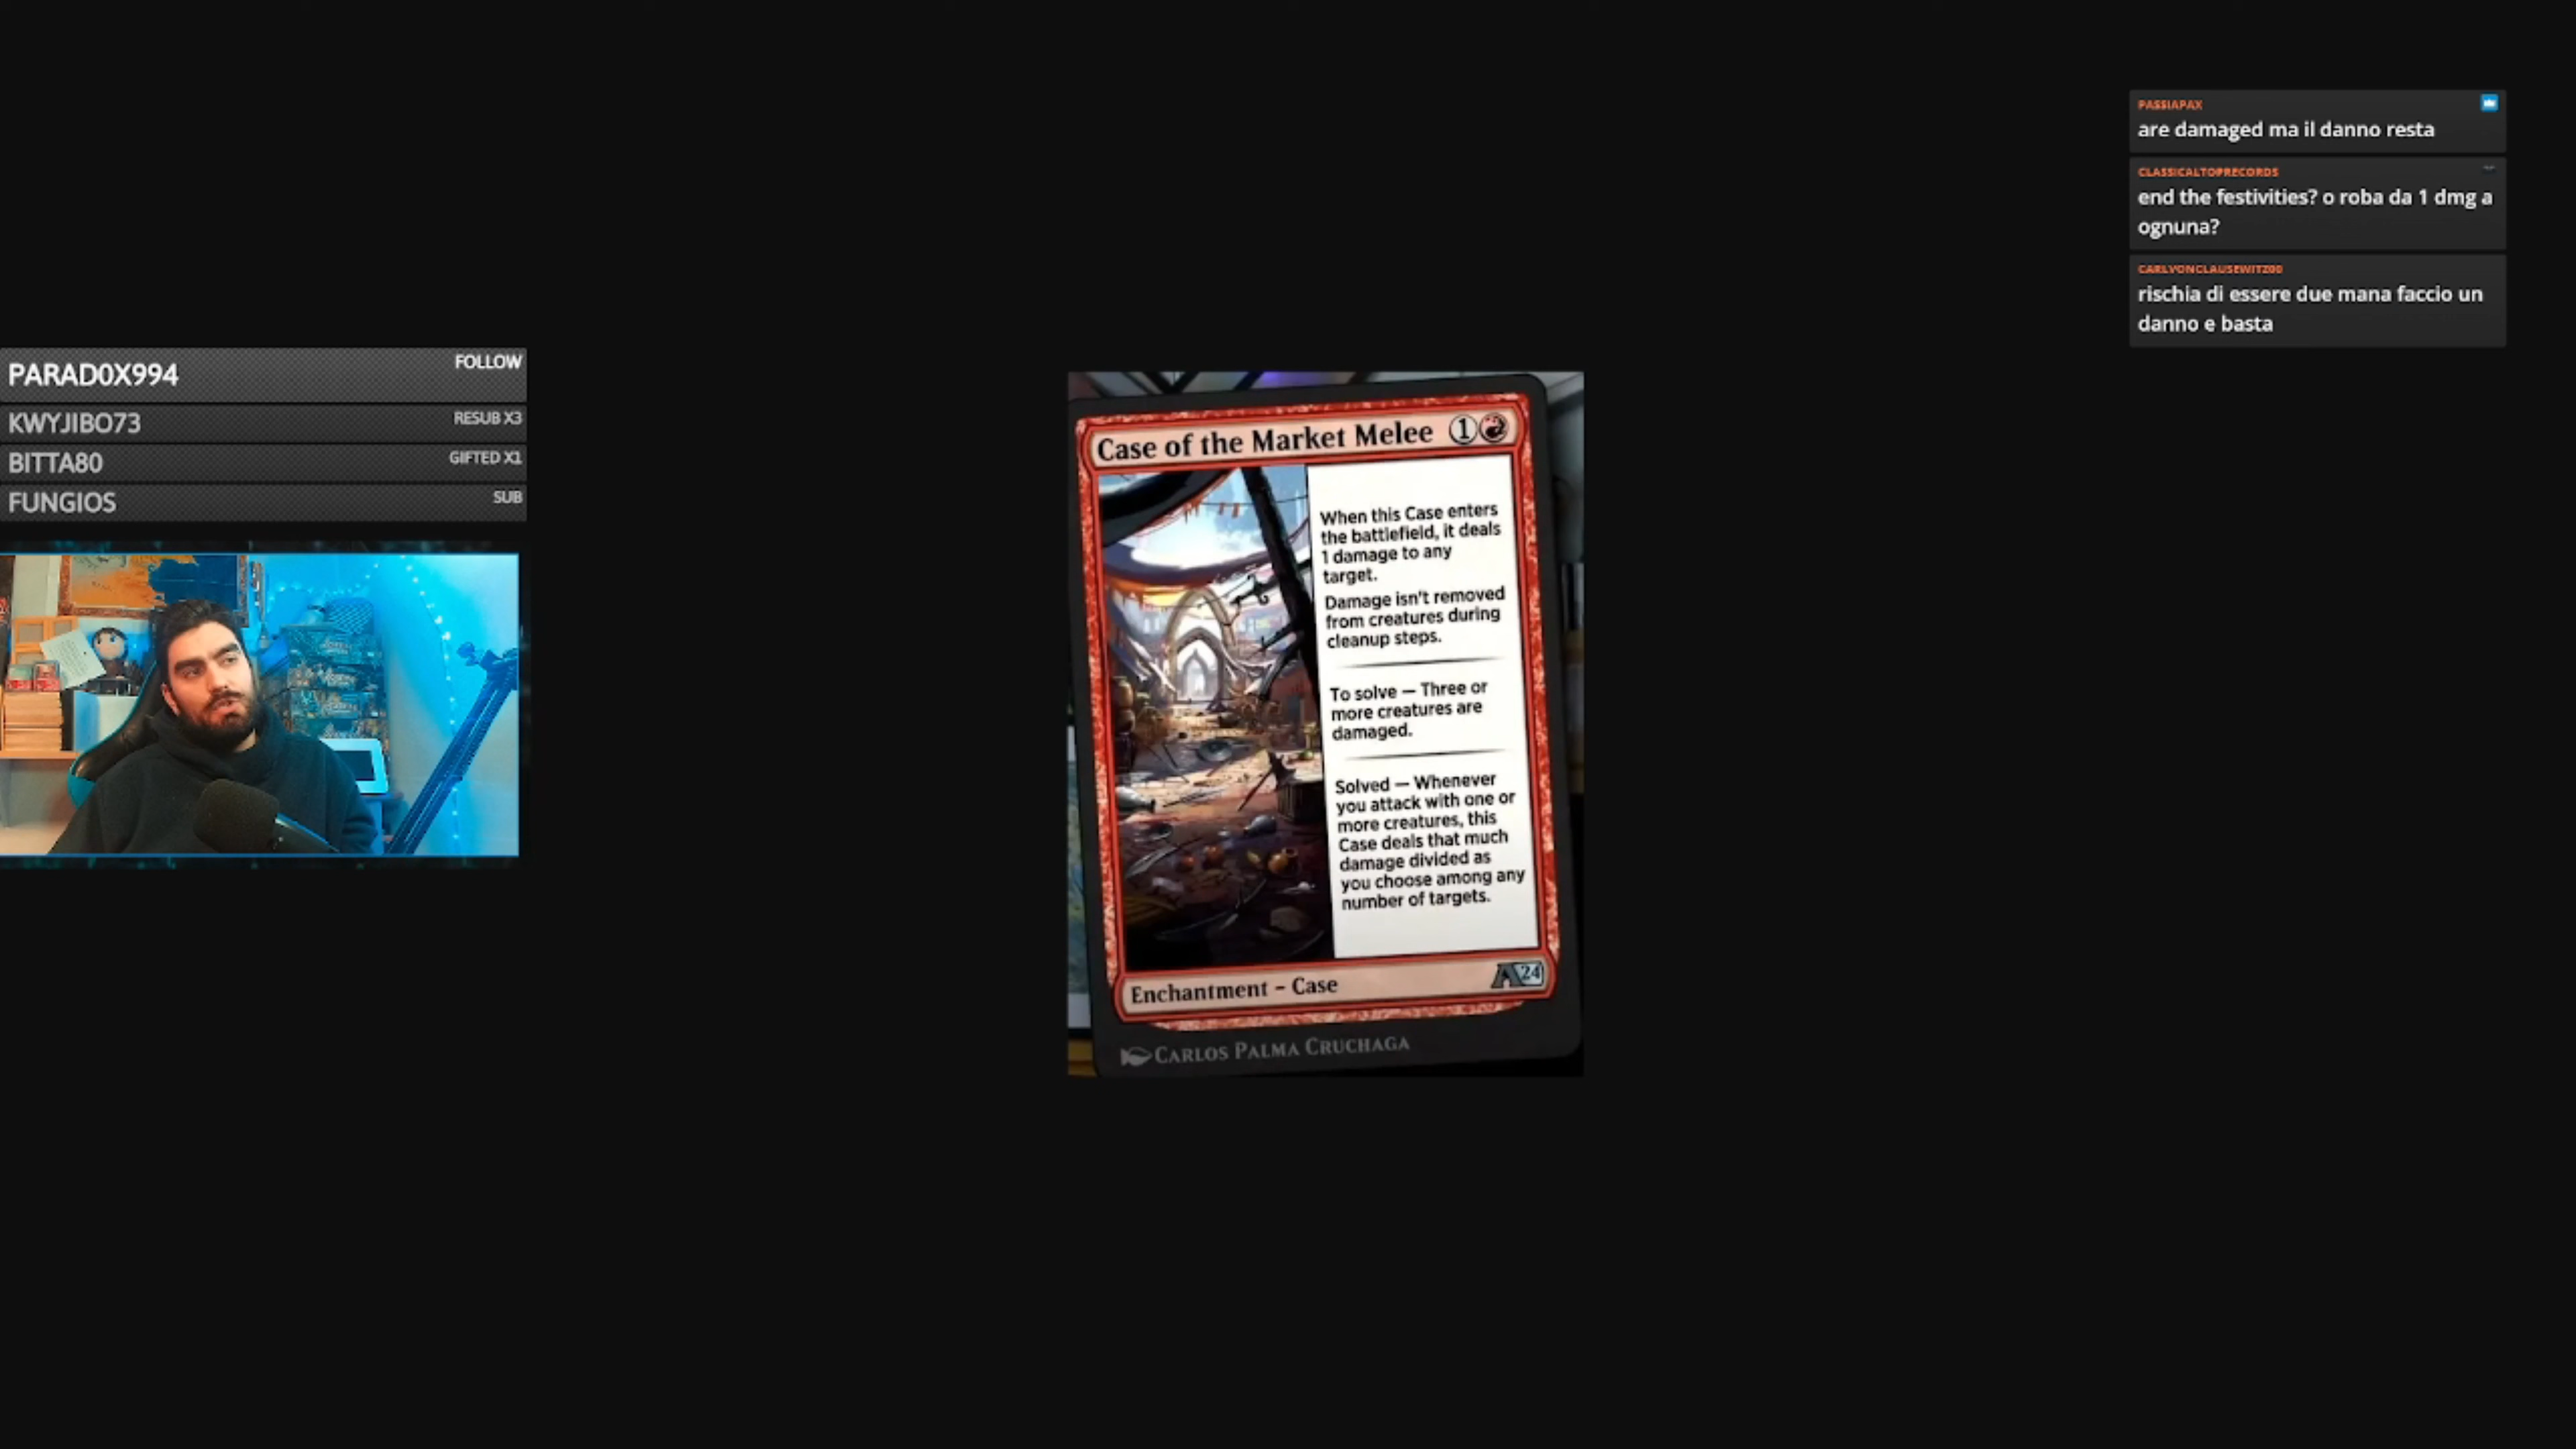 PARAD0X994 FOLLOW
KWYJIBO73 RESUB X3
BITTA80 GIFTED X1
FUNGIOS SUB
Case of the Market Melee 1
When this Case enters
the battlefield, it deals
1 damage to any
target.
Damage isn't removed
from creatures during
cleanup steps.
To solve — Three or
more creatures are
damaged.
Solved — Whenever
you attack with one or
more creatures, this
Case deals that much
damage divided as
you choose among any
number of targets.
Enchantment – Case
A24
CARLOS PALMA CRUCHAGA
PASSIAPAX
are damaged ma il danno resta
CLASSICALTOPRECORDS
end the festivities? o roba da 1 dmg a
ognuna?
CARLVONCLAUSEWITZ00
rischia di essere due mana faccio un
danno e basta